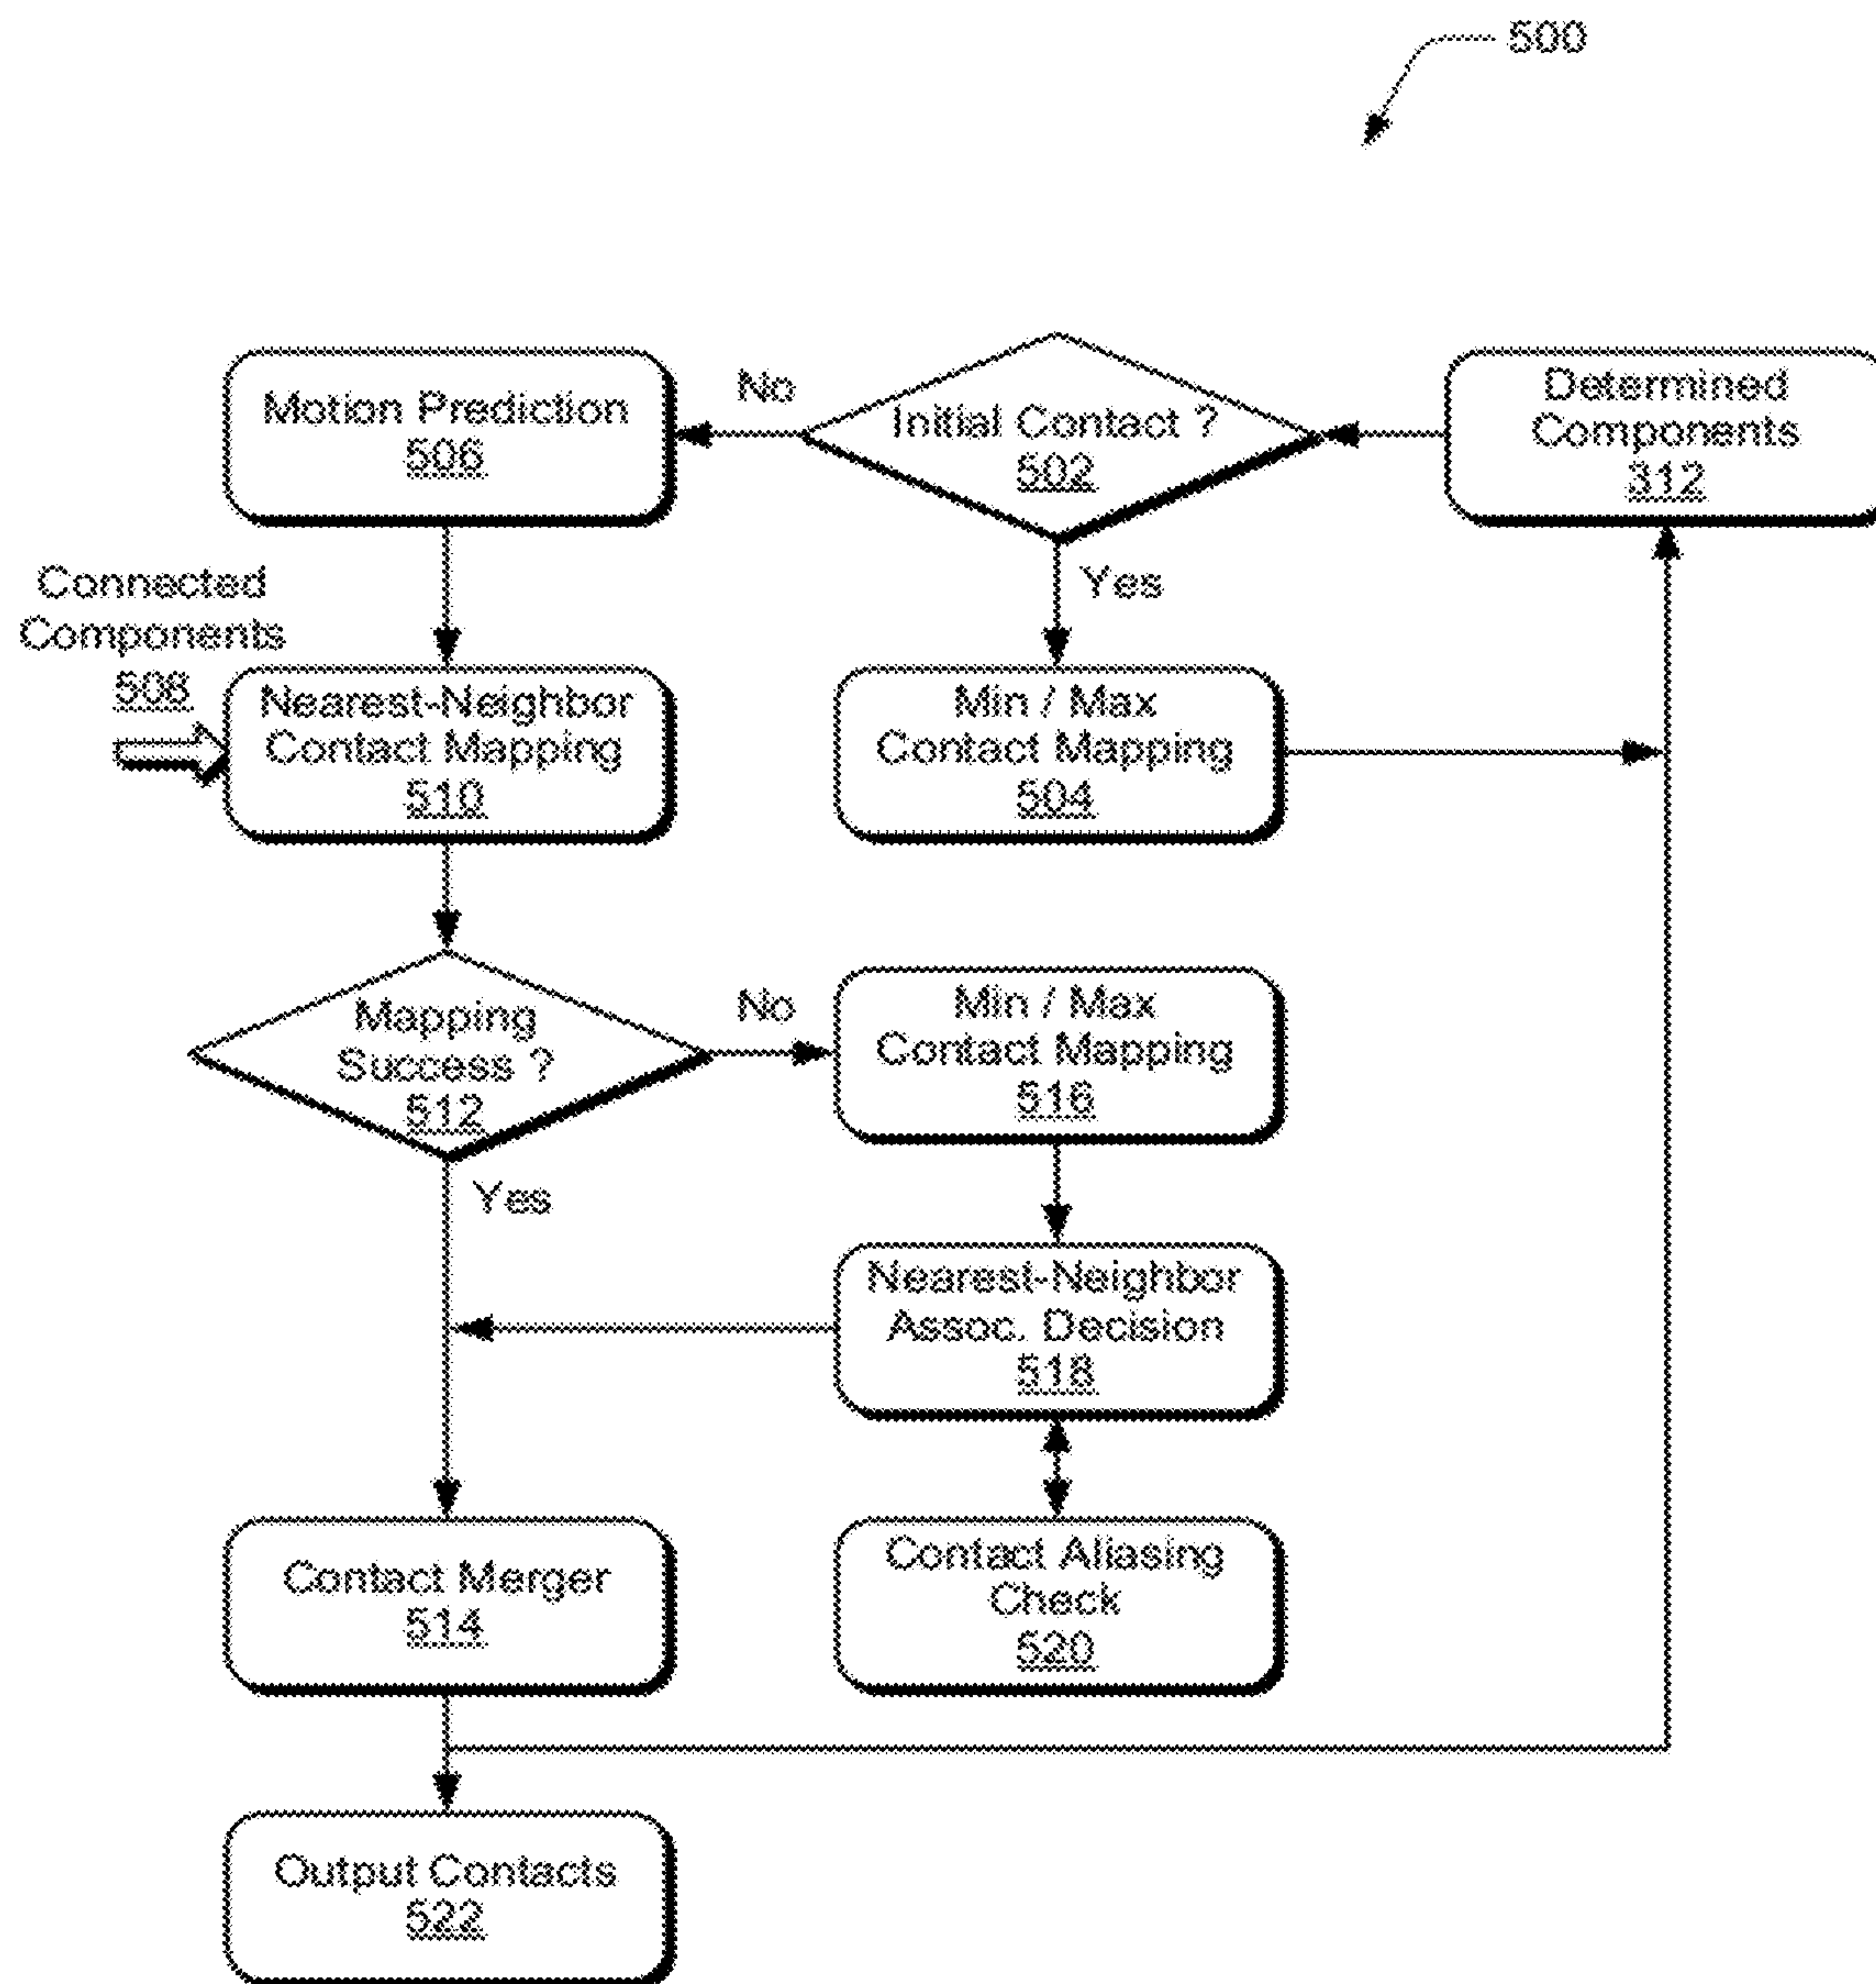 500
Motion Prediction
506
No
Initial Contact ?
502
Determined
Components
312
Yes
Connected
Components
508
Nearest-Neighbor
Contact Mapping
510
Min / Max
Contact Mapping
504
Mapping
Success ?
512
No
Min / Max
Contact Mapping
516
Yes
Nearest-Neighbor
Assoc. Decision
518
Contact Merger
514
Contact Aliasing
Check
520
Output Contacts
522